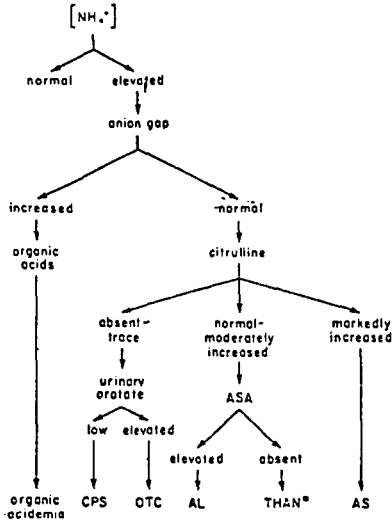 [NH₄⁺]
normal elevated
anion gap
increased normal
organic acids citrulline
absent- normal- markedly
trace moderately increased
increased
urinary
orotate ASA
low elevated
elevated absent
organic CPS OTC AL THAN* AS
acidemia